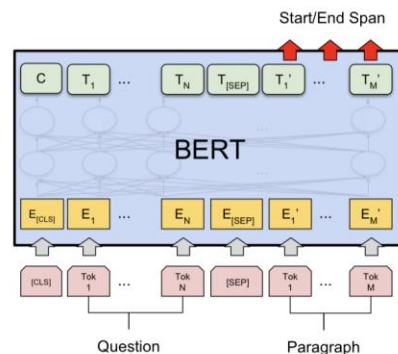 Start/End Span
C T1 ... TN T[SEP] T1' ... TM'
...
BERT
...
E[CLS] E1 ... EN E[SEP] E1' ... EM'
[CLS] Tok 1 ... Tok N [SEP] Tok 1 ... Tok M
Question Paragraph